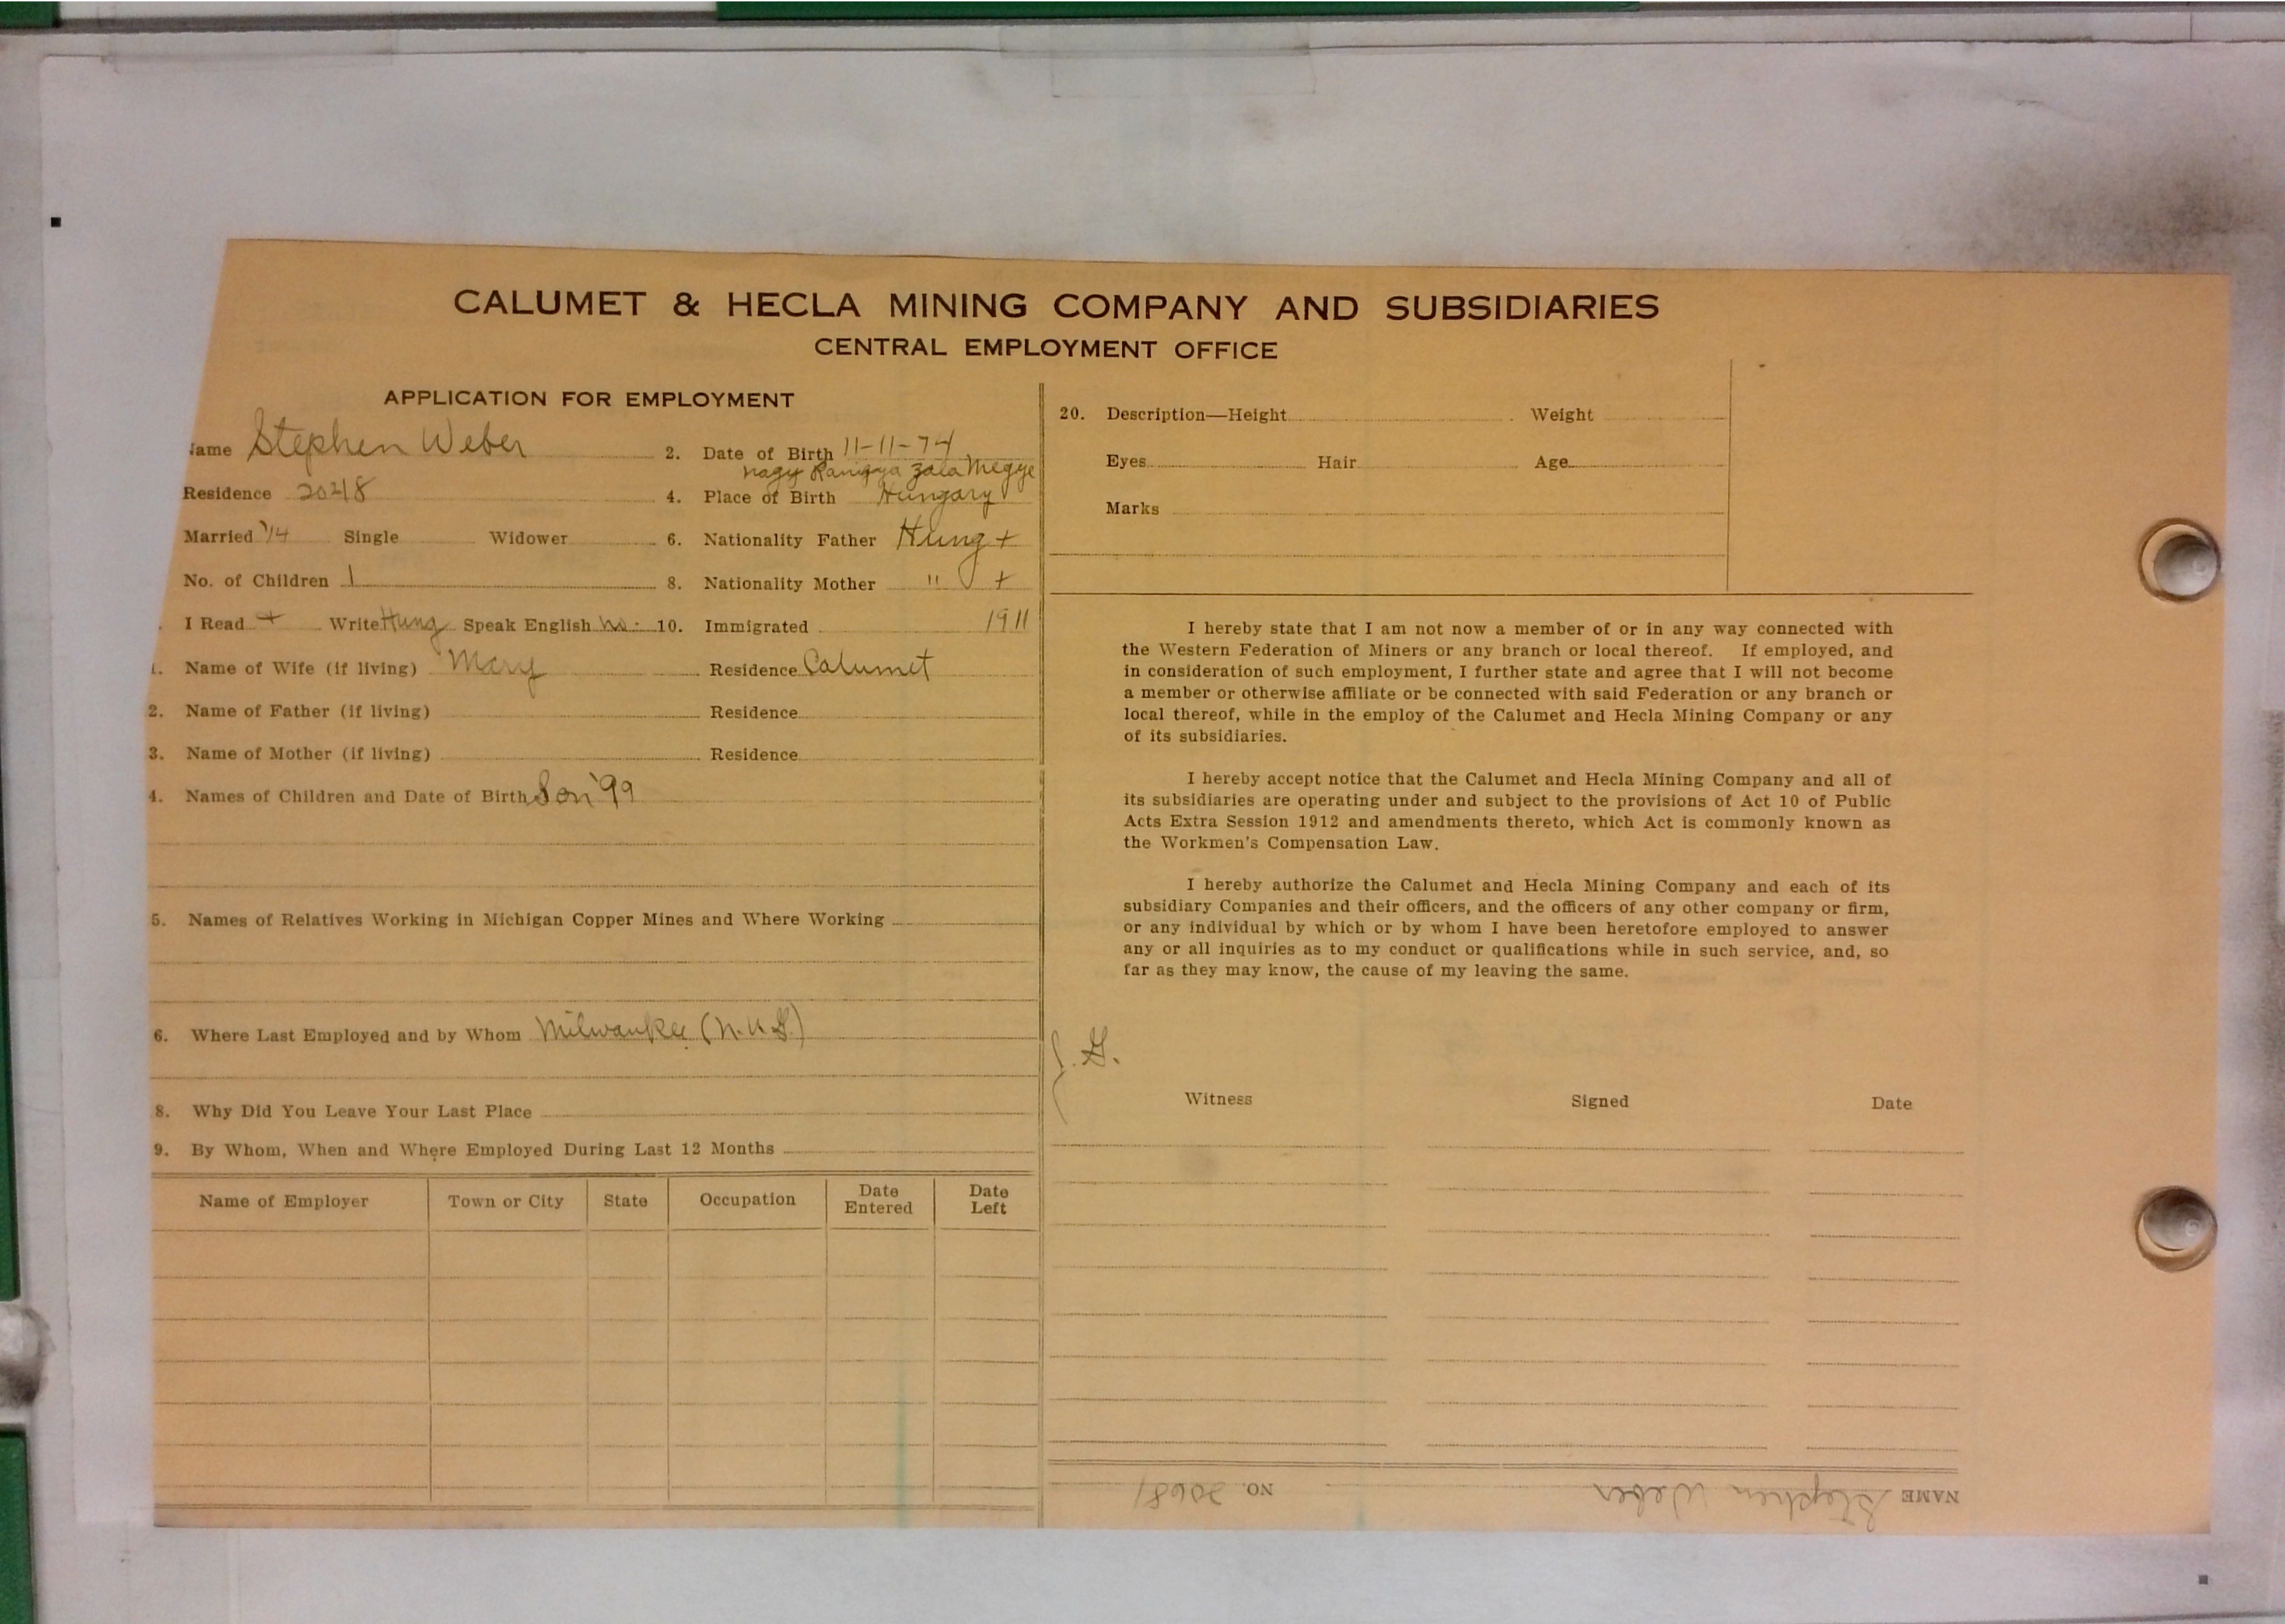 CALUMET & HECLA MINING COMPANY AND SUBSIDIARIES
CENTRAL EMPLOYMENT OFFICE
APPLICATION FOR EMPLOYMENT
Name Stephen Weber 2. Date of Birth 11-11-74
Nagy Kanizsa Zala Megye
Residence 2048 4. Place of Birth Hungary
Married '14 Single Widower 6. Nationality Father Hung +
No. of Children 1 8. Nationality Mother " +
I Read + Write Hung Speak English no. 10. Immigrated 1911
1. Name of Wife (if living) Mary Residence Calumet
2. Name of Father (if living) Residence
3. Name of Mother (if living) Residence
4. Names of Children and Date of Birth Son '99
5. Names of Relatives Working in Michigan Copper Mines and Where Working
6. Where Last Employed and by Whom Milwaukee
8. Why Did You Leave Your Last Place
9. By Whom, When and Where Employed During Last 12 Months
Name of Employer Town or City State Occupation Date Entered Date Left
20. Description—Height Weight
Eyes Hair Age
Marks
I hereby state that I am not now a member of or in any way connected with
the Western Federation of Miners or any branch or local thereof. If employed, and
in consideration of such employment, I further state and agree that I will not become
a member or otherwise affiliate or be connected with said Federation or any branch or
local thereof, while in the employ of the Calumet and Hecla Mining Company or any
of its subsidiaries.
I hereby accept notice that the Calumet and Hecla Mining Company and all of
its subsidiaries are operating under and subject to the provisions of Act 10 of Public
Acts Extra Session 1912 and amendments thereto, which Act is commonly known as
the Workmen's Compensation Law.
I hereby authorize the Calumet and Hecla Mining Company and each of its
subsidiary Companies and their officers, and the officers of any other company or firm,
or any individual by which or by whom I have been heretofore employed to answer
any or all inquiries as to my conduct or qualifications while in such service, and, so
far as they may know, the cause of my leaving the same.
J. G.
Witness Signed Date
NAME Stephen Weber NO. 20681